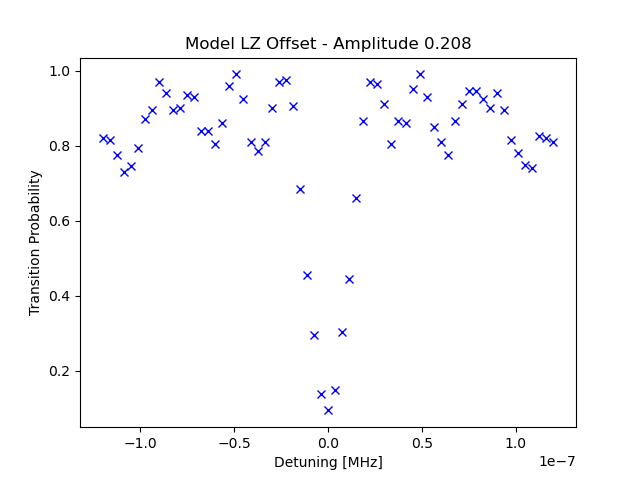 Model LZ Offset - Amplitude 0.208
1.0
0.8
0.6
0.4
0.2
Transition Probability
−1.0 −0.5 0.0 0.5 1.0
1e−7
Detuning [MHz]